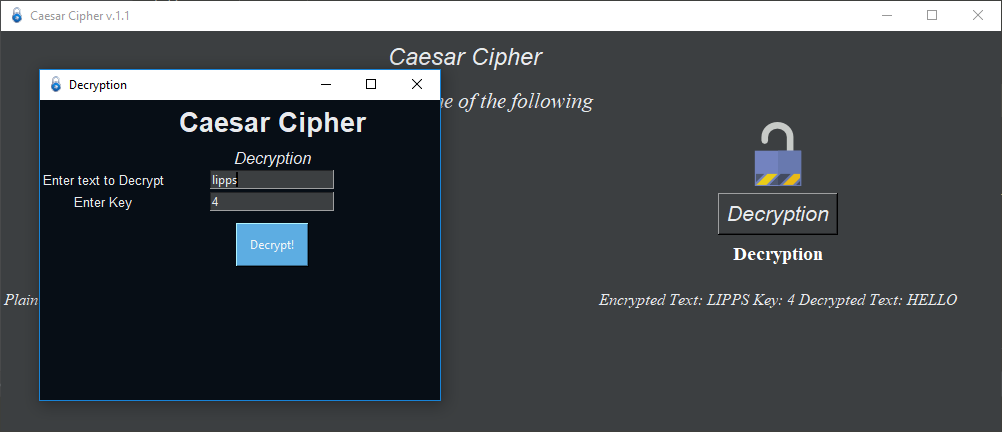 Caesar Cipher v.1.1
Caesar Cipher
of the following
Decryption
Caesar Cipher
Decryption
Enter text to Decrypt lipps
Enter Key 4
Decrypt!
Decryption
Decryption
Plain
Encrypted Text: LIPPS Key: 4 Decrypted Text: HELLO